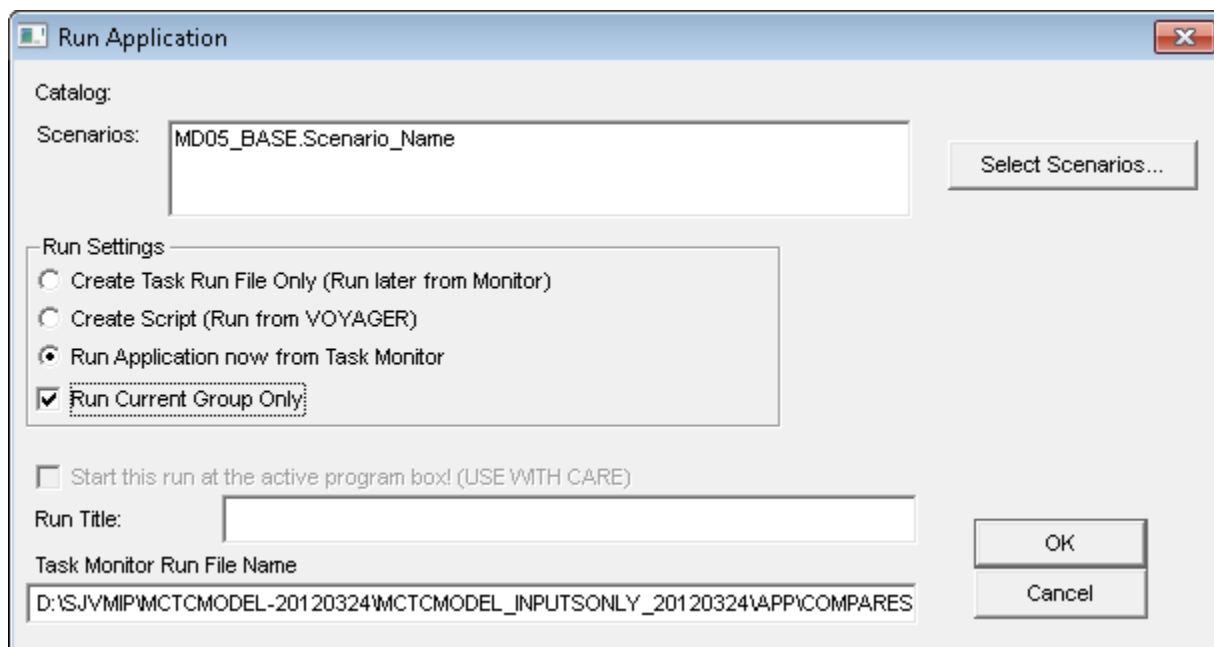 Run Application
Catalog:
Scenarios:
MD05_BASE.Scenario_Name
Select Scenarios...
Run Settings
Create Task Run File Only (Run later from Monitor)
Create Script (Run from VOYAGER)
Run Application now from Task Monitor
Run Current Group Only
Start this run at the active program box! (USE WITH CARE)
Run Title:
OK
Task Monitor Run File Name
D:\SJVMIP\MCTCMODEL-20120324\MCTCMODEL_INPUTSONLY_20120324\APP\COMPARES
Cancel